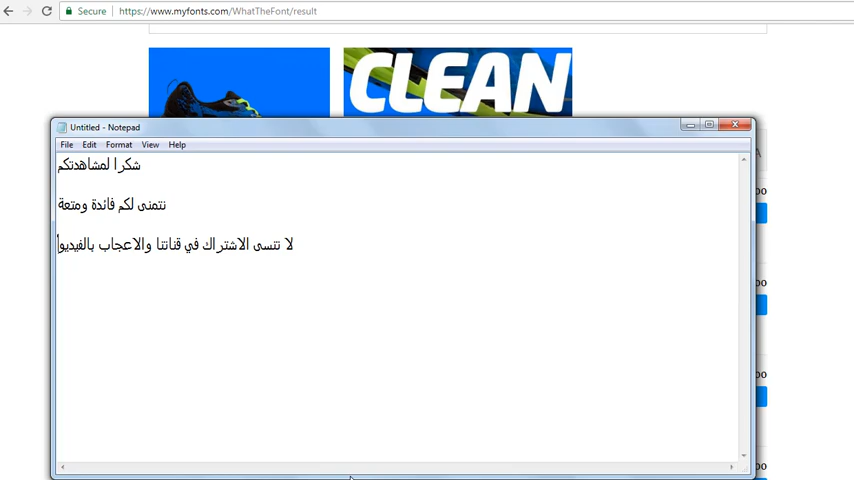 Secure
https://www.myfonts.com/WhatTheFont/result
CLEAN
Untitled - Notepad
File Edit Format View Help
شكرا لمشاهدتكم
نتمنى لكم فائدة ومتعة
لا تنسى الاشتراك في قناتنا والاعجاب بالفيديو